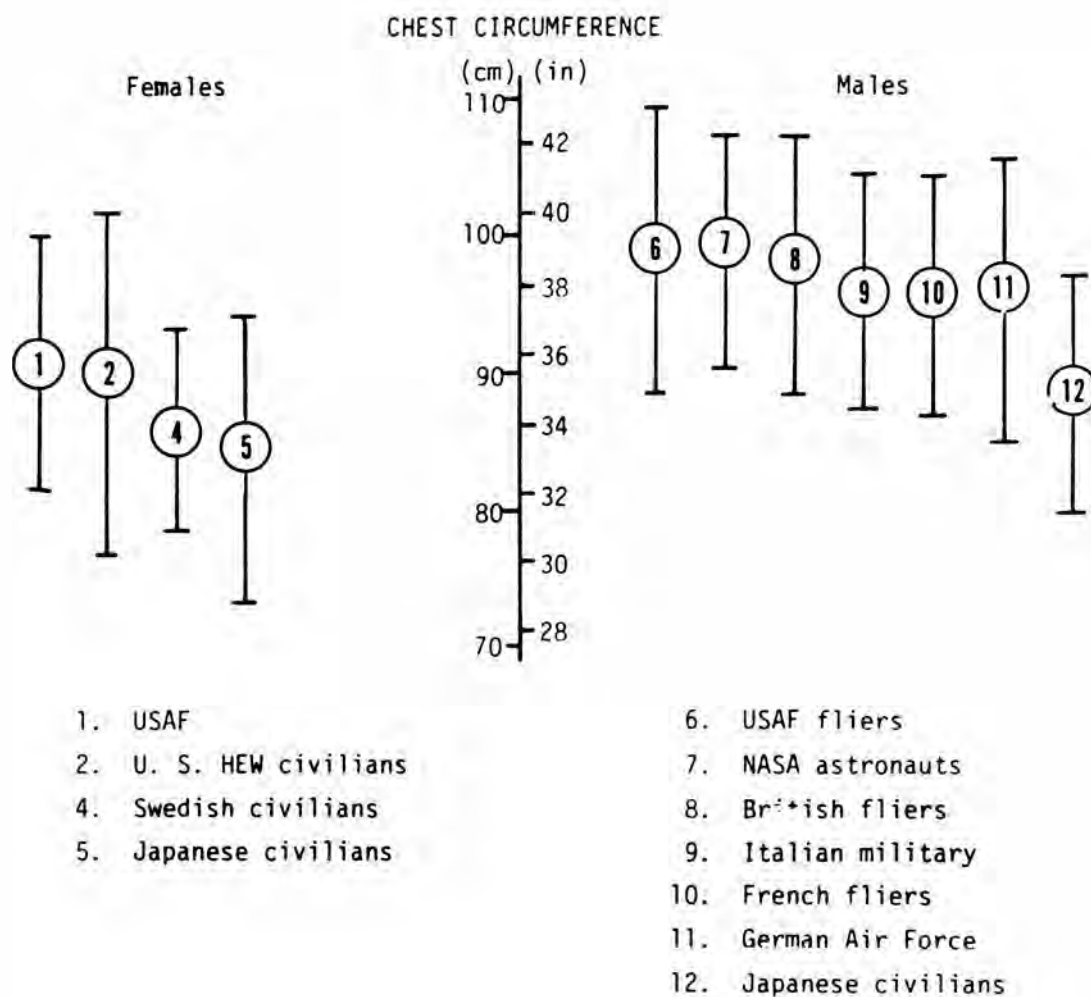 CHEST CIRCUMFERENCE
Females
(cm) (in)
Males
110
42
40
100
38
36
90
34
32
80
30
28
70
1
2
4
5
6
7
8
9
10
11
12
1. USAF
2. U. S. HEW civilians
4. Swedish civilians
5. Japanese civilians
6. USAF fliers
7. NASA astronauts
8. British fliers
9. Italian military
10. French fliers
11. German Air Force
12. Japanese civilians